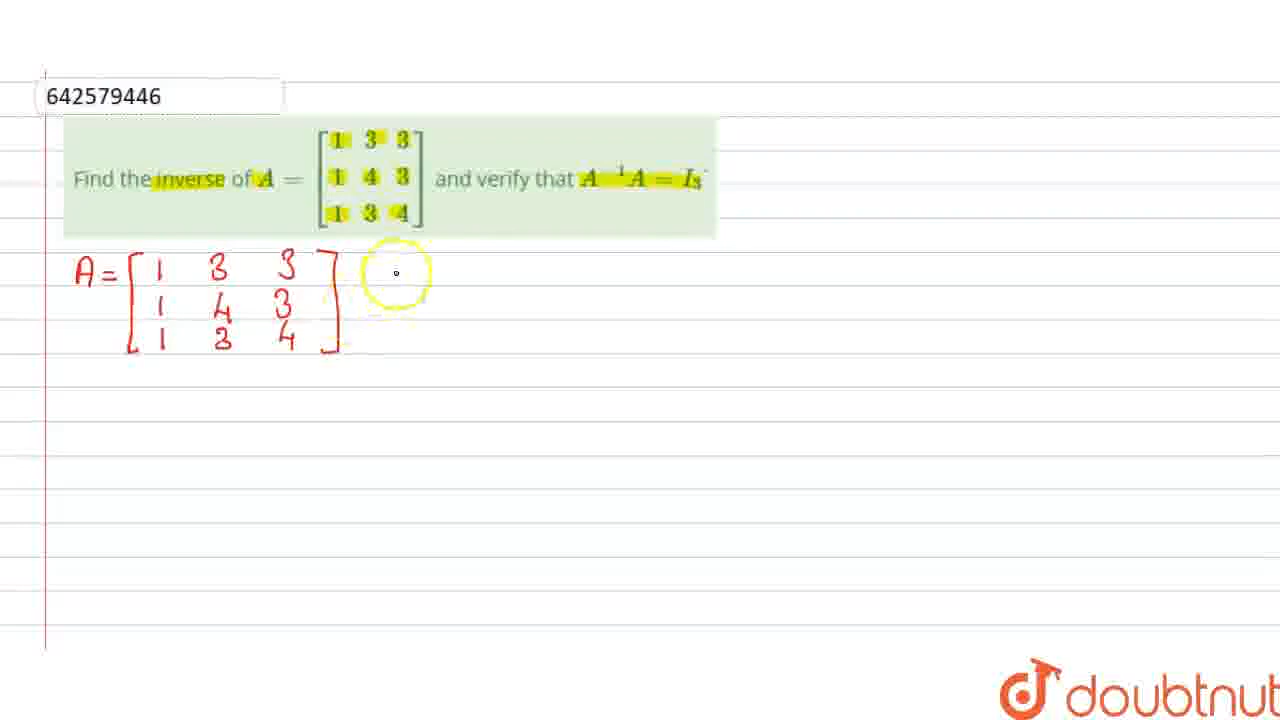 642579446
1 3 3
Find the inverse of A = 1 4 3 and verify that A⁻¹A = I₃
1 3 4
A = [ 1 3 3 ]
1 4 3
1 3 4
doubtnut